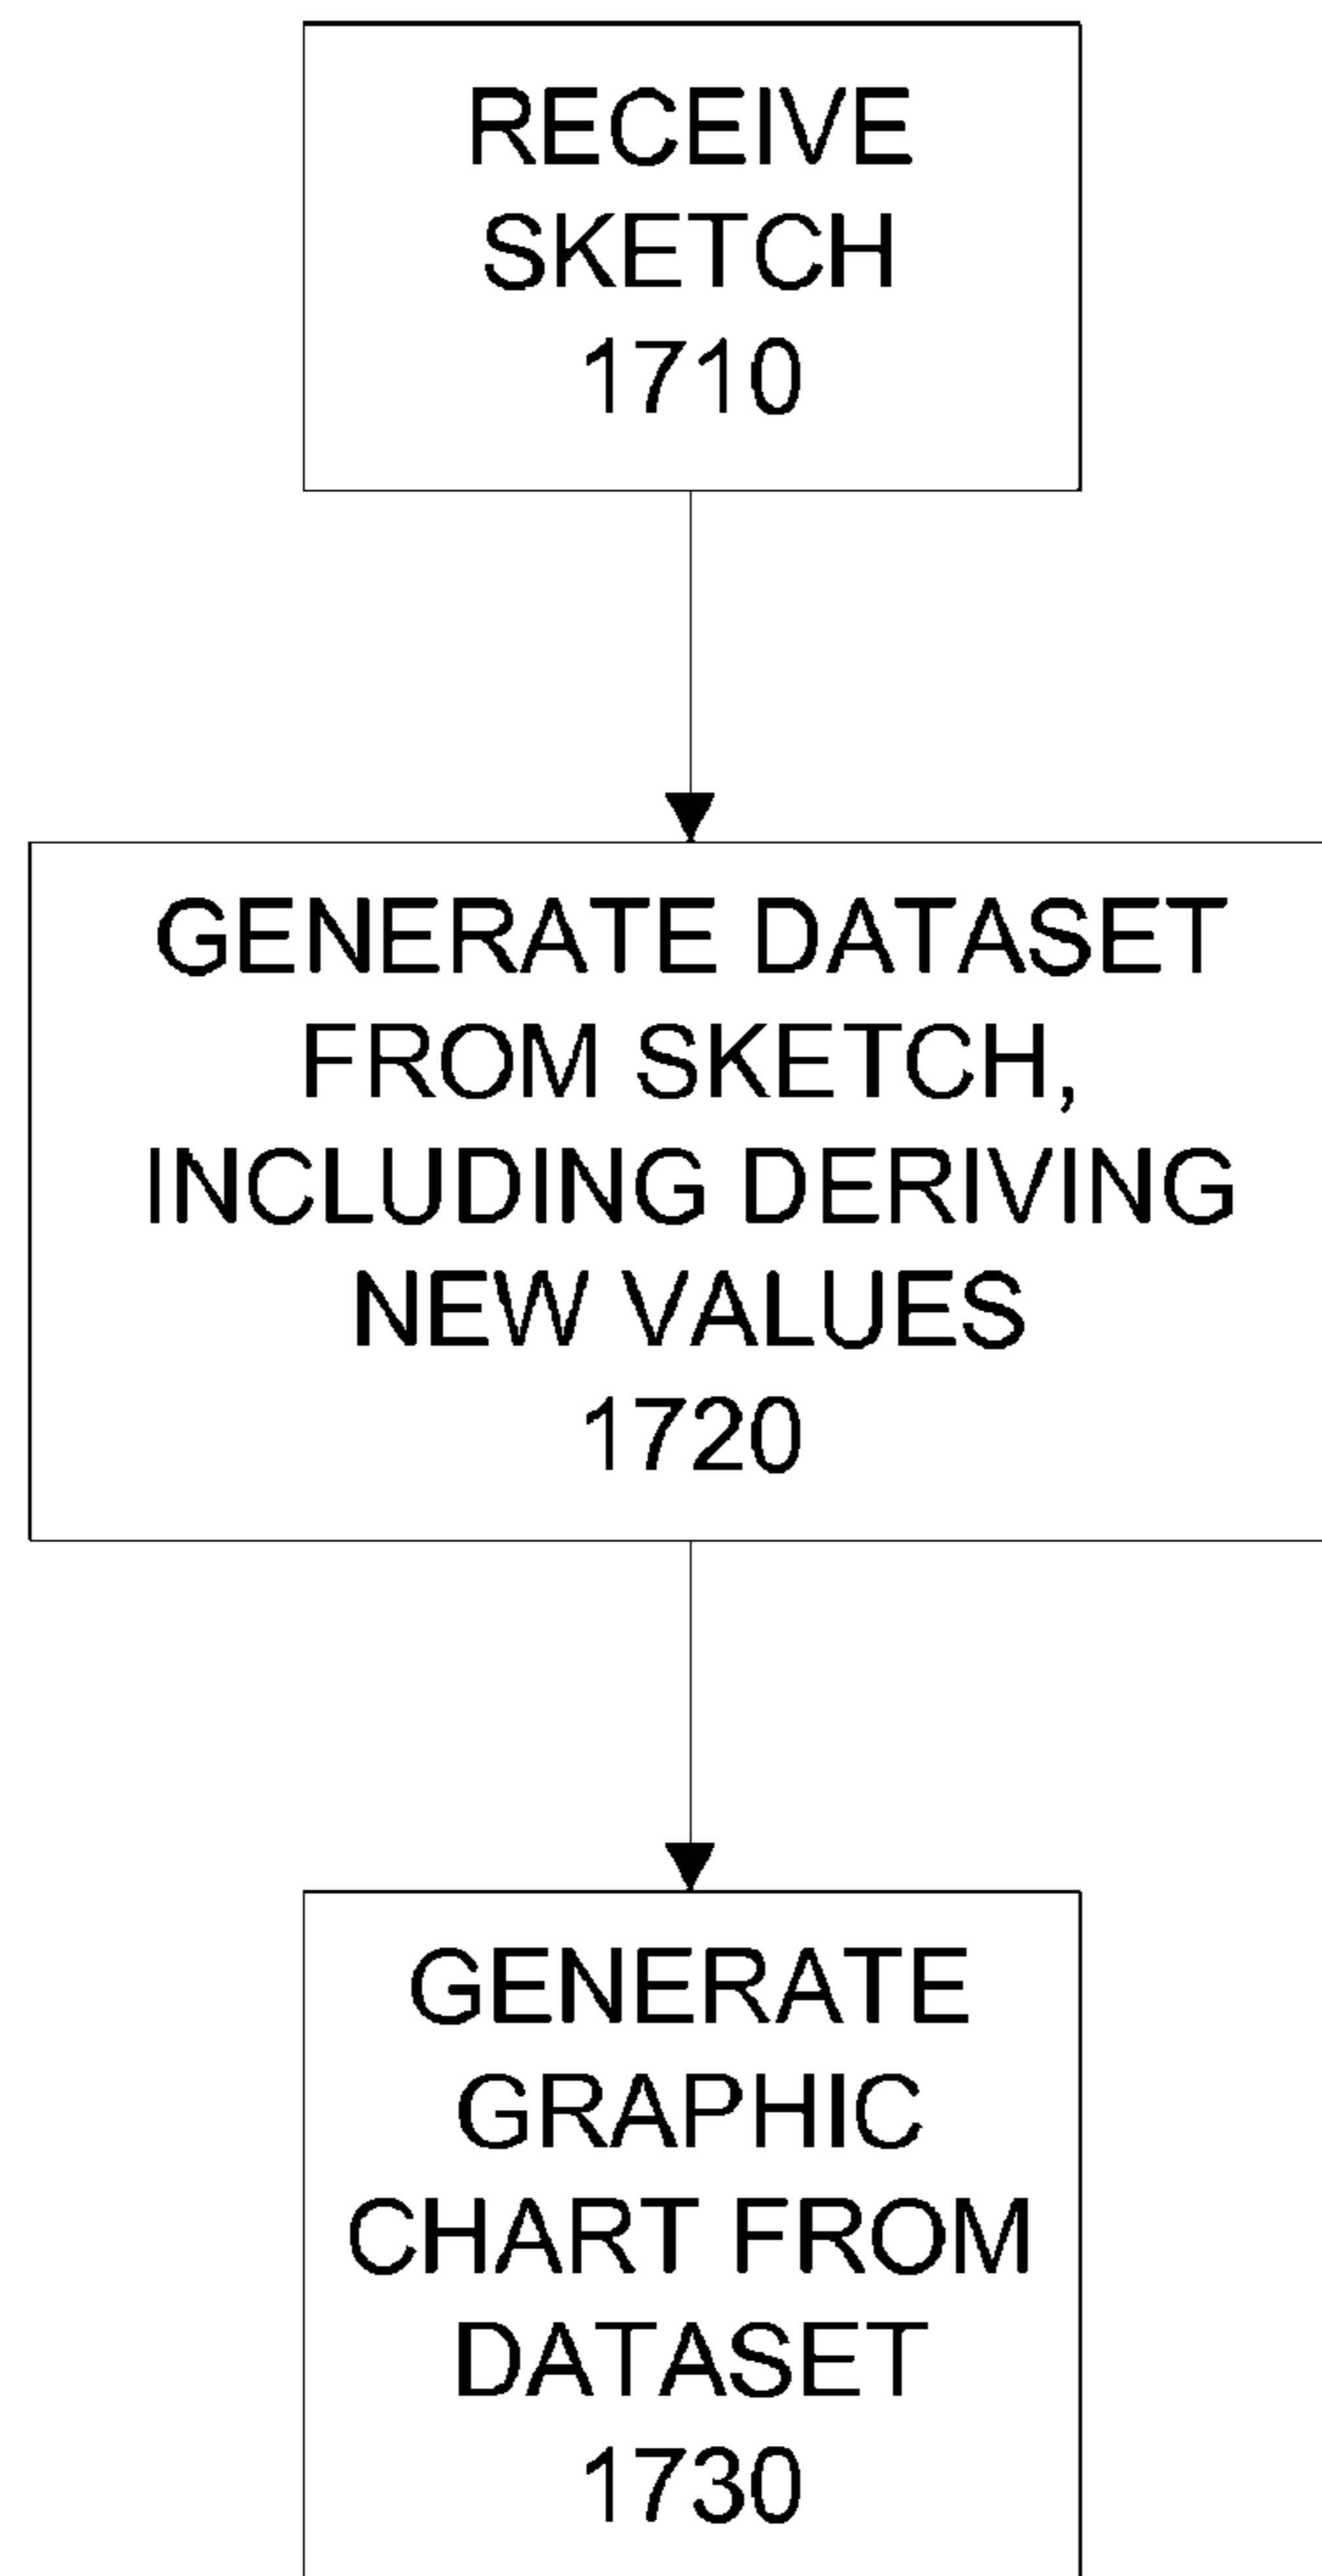 RECEIVE
SKETCH
1710
GENERATE DATASET
FROM SKETCH,
INCLUDING DERIVING
NEW VALUES
1720
GENERATE
GRAPHIC
CHART FROM
DATASET
1730